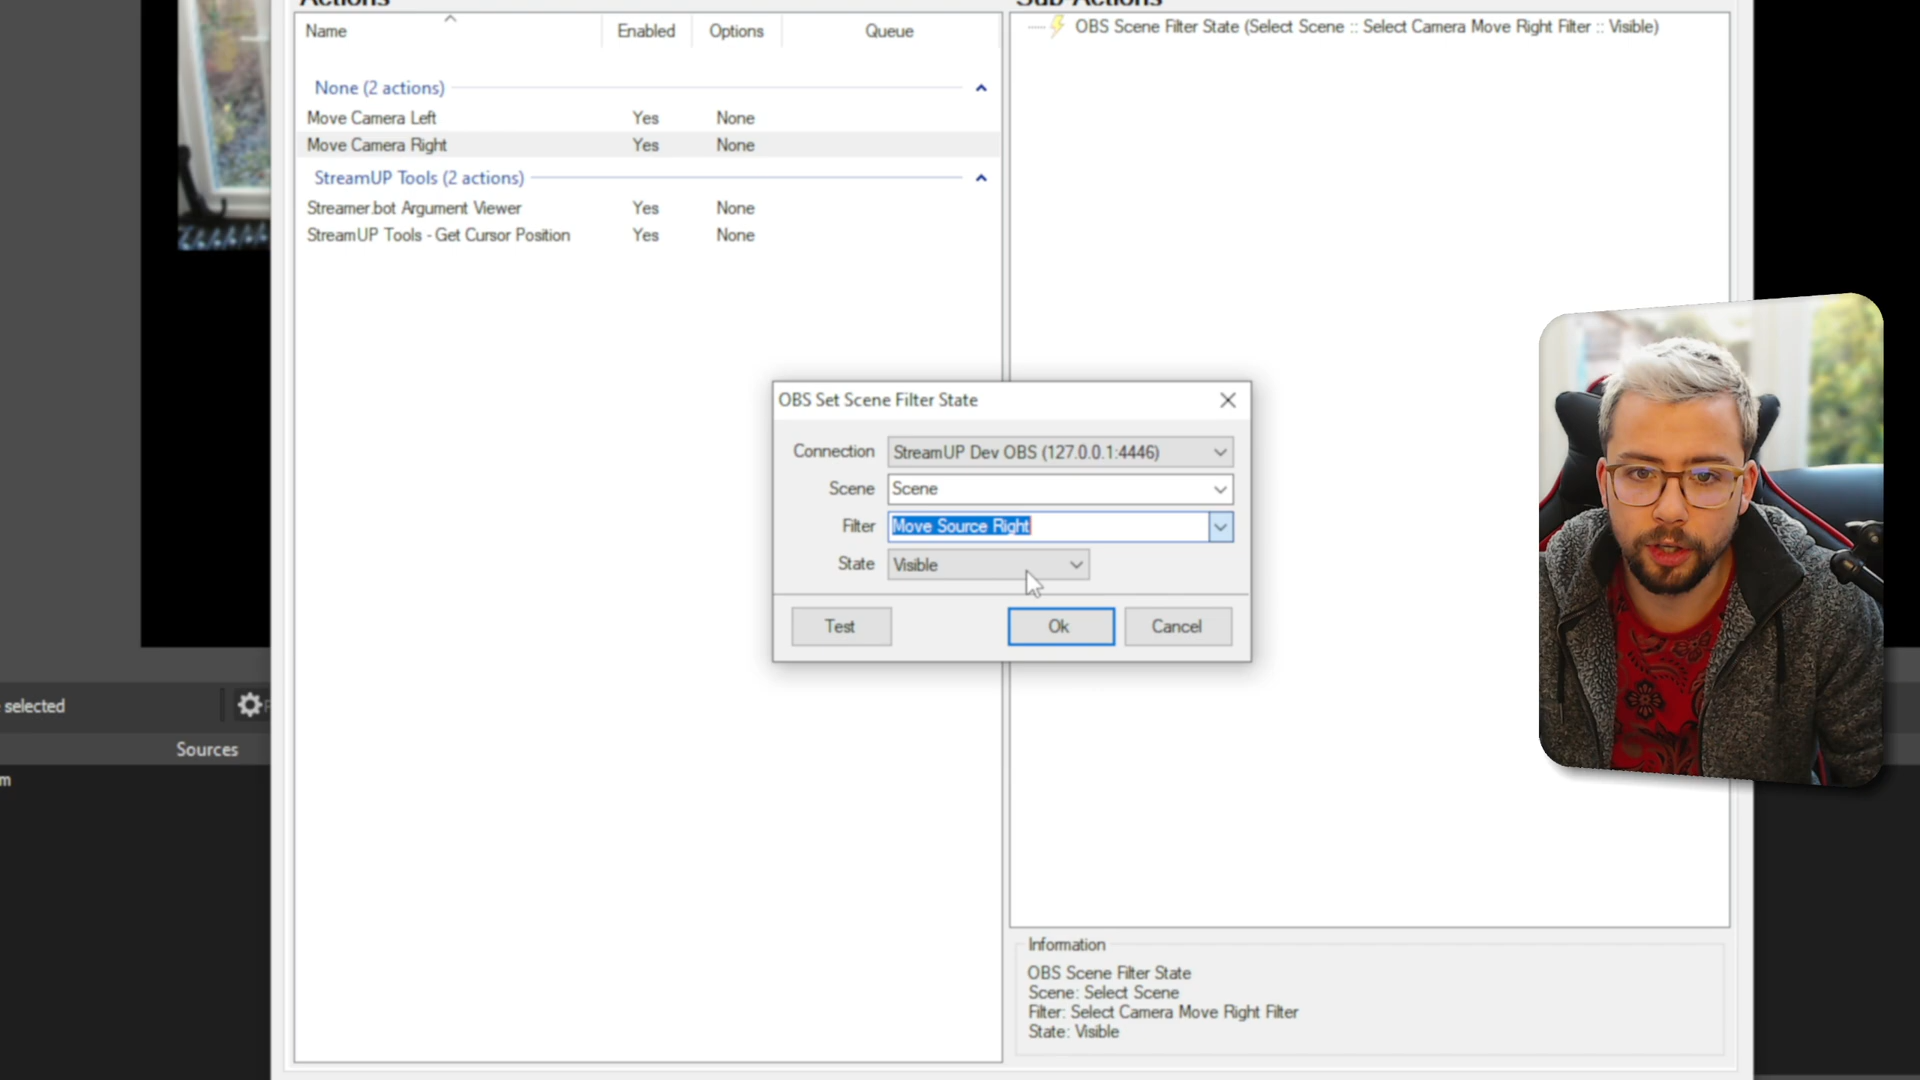 Actions
Sub-Actions
Name Enabled Options Queue
OBS Scene Filter State (Select Scene :: Select Camera Move Right Filter :: Visible)
None (2 actions)
Move Camera Left Yes None
Move Camera Right Yes None
StreamUP Tools (2 actions)
Streamer.bot Argument Viewer Yes None
StreamUP Tools - Get Cursor Position Yes None
OBS Set Scene Filter State
Connection StreamUP Dev OBS (127.0.0.1:4446)
Scene Scene
Filter Move Source Right
State Visible
Test Ok Cancel
selected
Sources
m
Information
OBS Scene Filter State
Scene: Select Scene
Filter: Select Camera Move Right Filter
State: Visible